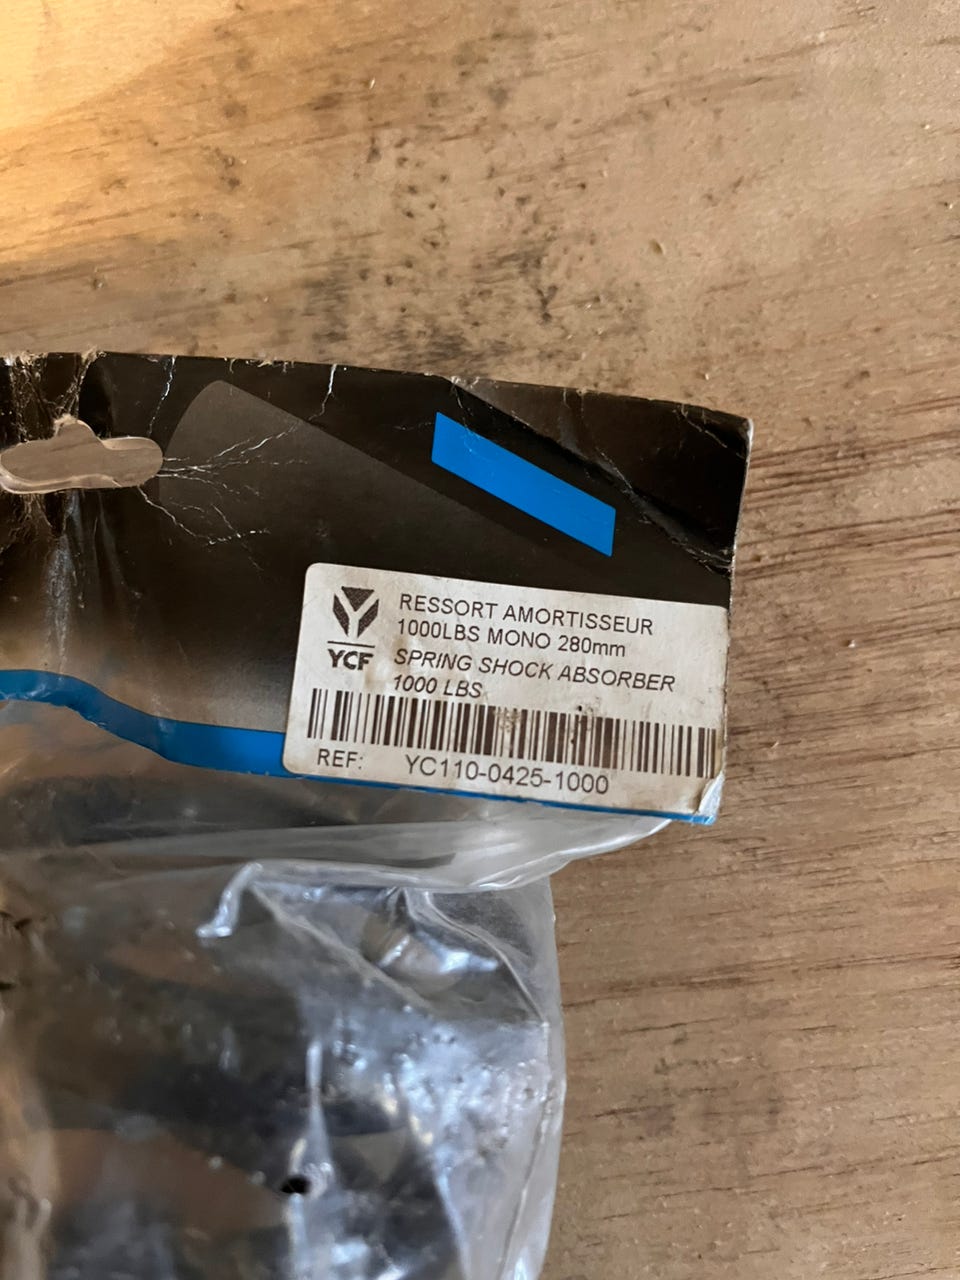 RESSORT AMORTISSEUR
1000LBS MONO 280mm
YCF
SPRING SHOCK ABSORBER
1000 LBS
REF: YC110-0425-1000